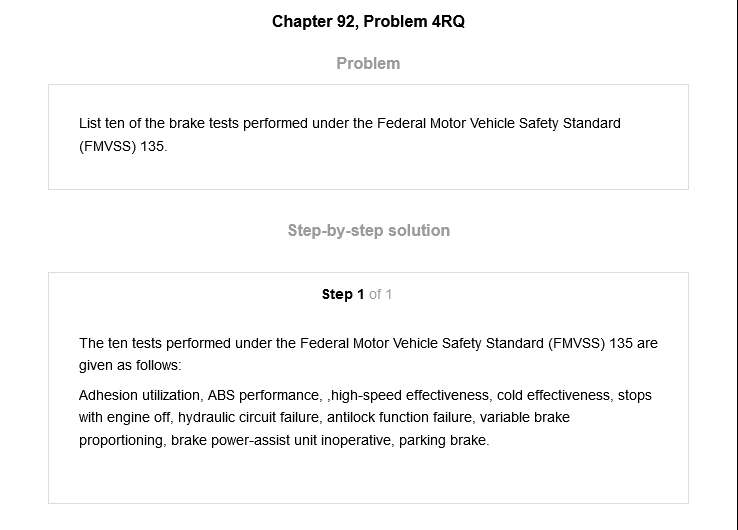 Chapter 92, Problem 4RQ
Problem
List ten of the brake tests performed under the Federal Motor Vehicle Safety Standard
(FMVSS) 135.
Step-by-step solution
Step 1 of 1
The ten tests performed under the Federal Motor Vehicle Safety Standard (FMVSS) 135 are
given as follows:
Adhesion utilization, ABS performance, ,high-speed effectiveness, cold effectiveness, stops
with engine off, hydraulic circuit failure, antilock function failure, variable brake
proportioning, brake power-assist unit inoperative, parking brake.